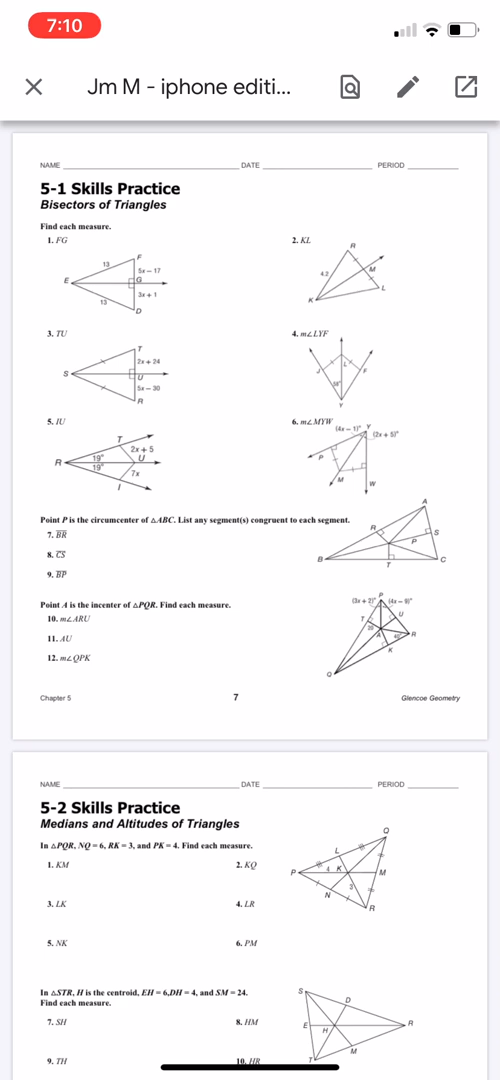 7:10
Jm M - iphone editi...
NAME DATE PERIOD
5-1 Skills Practice
Bisectors of Triangles
Find each measure.
1. FG
2. KL
F
13
5x − 17
E
G
3x + 1
13
D
R
4.2
M
K
L
3. TU
4. m∠LYF
T
2x + 24
S
U
5x − 30
R
J
L
F
58°
Y
5. IU
6. m∠MYW
T
2x + 5
R
19°
U
19°
7x
I
(4x − 1)° Y
(2x + 5)°
P
M
W
Point P is the circumcenter of △ABC. List any segment(s) congruent to each segment.
7. BR
8. CS
9. BP
A
R
S
P
B
T
C
Point A is the incenter of △PQR. Find each measure.
10. m∠ARU
11. AU
12. m∠QPK
P
(3x + 2)°
(4x − 9)°
T
U
20
A
40°
R
K
Q
Chapter 5
7
Glencoe Geometry
NAME DATE PERIOD
5-2 Skills Practice
Medians and Altitudes of Triangles
In △PQR, NQ = 6, RK = 3, and PK = 4. Find each measure.
1. KM
2. KQ
Q
L
P
4
K
M
3
N
R
3. LK
4. LR
5. NK
6. PM
In △STR, H is the centroid, EH = 6,DH = 4, and SM = 24.
Find each measure.
7. SH
8. HM
S
D
E
H
R
T
M
9. TH
10. HR